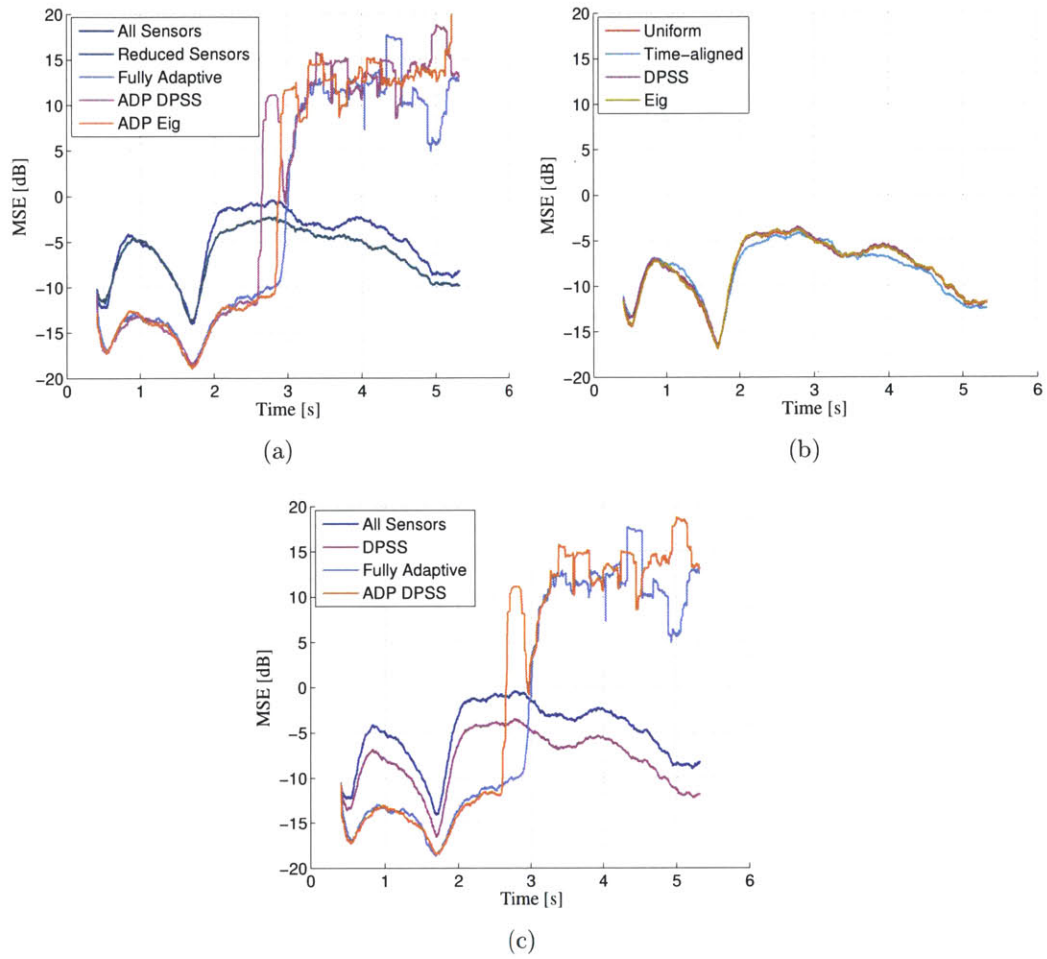 20
15
10
5
0
−5
−10
−15
−20
MSE [dB]
All Sensors
Reduced Sensors
Fully Adaptive
ADP DPSS
ADP Eig
0 1 2 3 4 5 6
Time [s]
(a)
20
15
10
5
0
−5
−10
−15
−20
MSE [dB]
Uniform
Time−aligned
DPSS
Eig
0 1 2 3 4 5 6
Time [s]
(b)
20
15
10
5
0
−5
−10
−15
−20
MSE [dB]
All Sensors
DPSS
Fully Adaptive
ADP DPSS
0 1 2 3 4 5 6
Time [s]
(c)